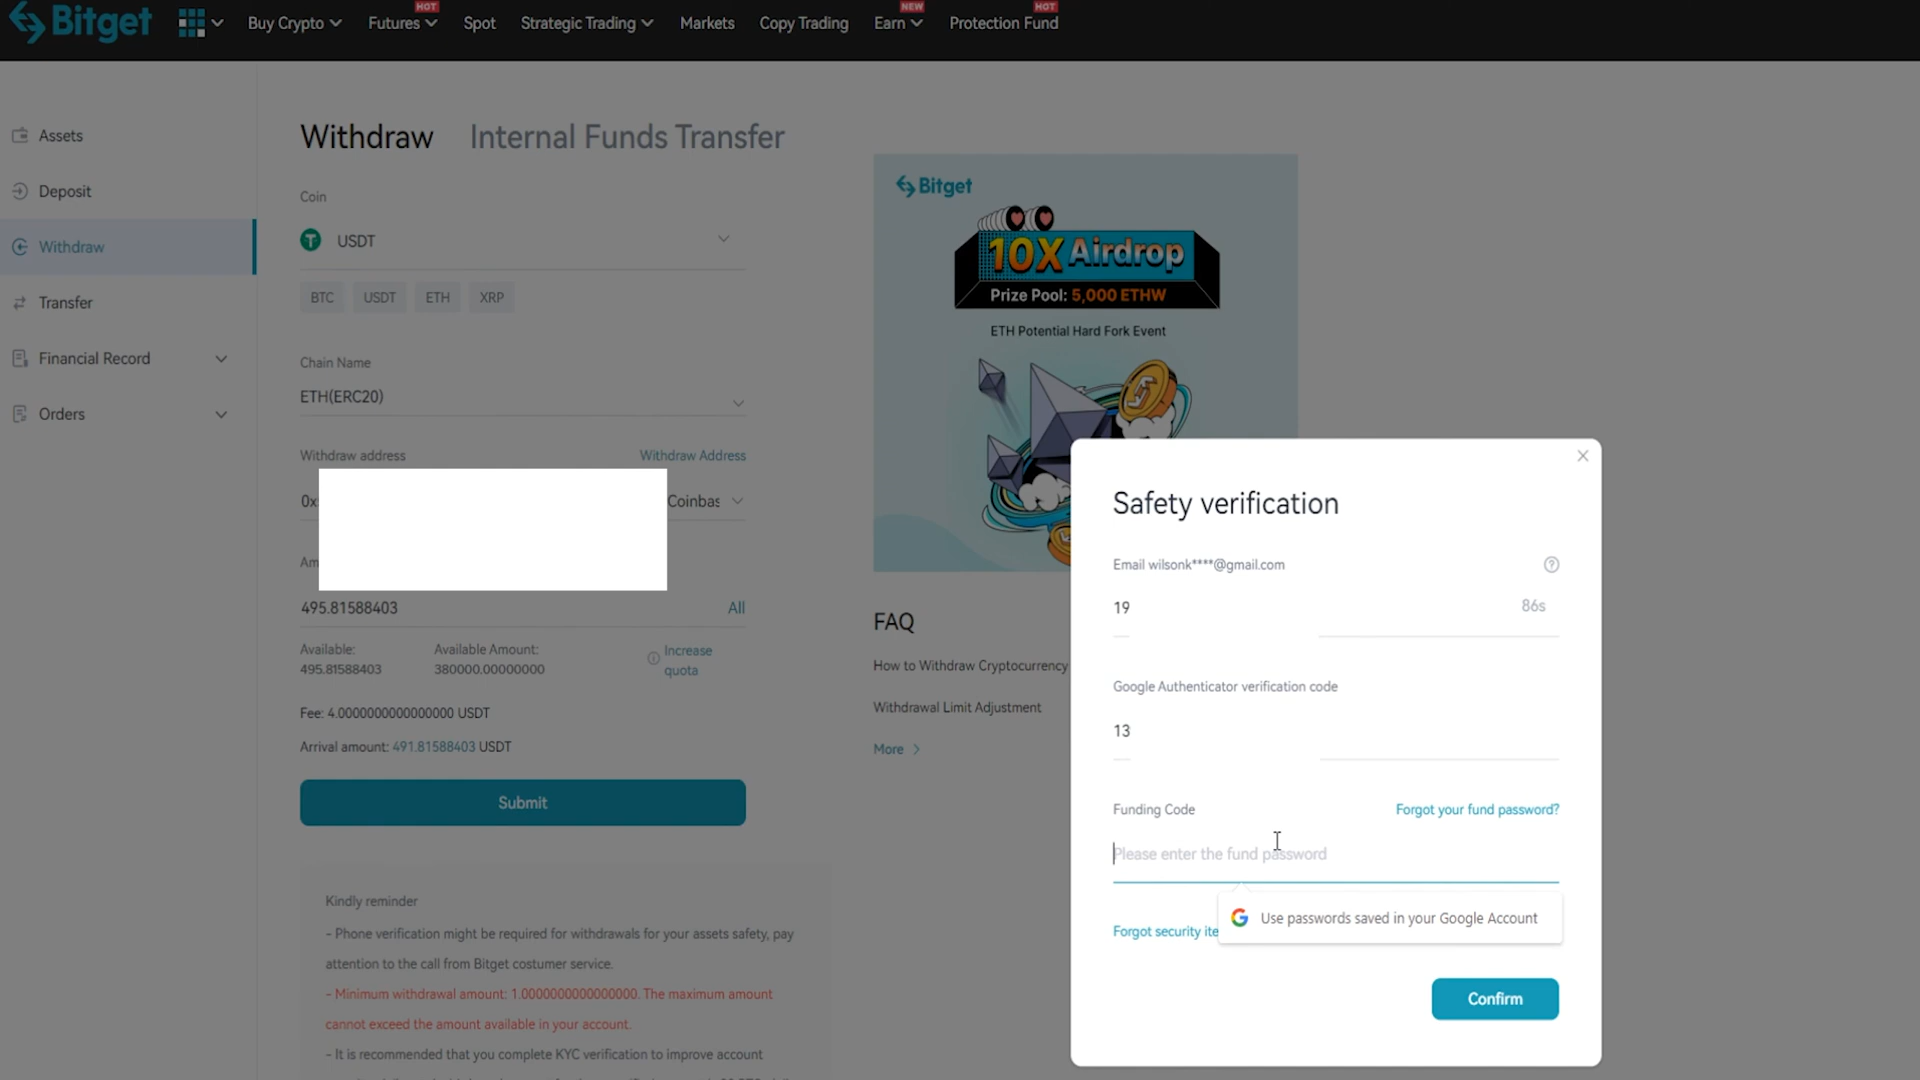 Bitget
Buy Crypto
Futures
HOT
Spot
Strategic Trading
Markets
Copy Trading
Earn
NEW
Protection Fund
HOT
Assets
Deposit
Withdraw
Transfer
Financial Record
Orders
Withdraw Internal Funds Transfer
Coin
USDT
BTC USDT ETH XRP
Chain Name
ETH(ERC20)
Withdraw address Withdraw Address
0x Coinbas
Am
495.81588403 All
Available: Available Amount: Increase
495.81588403 380000.00000000 quota
Fee: 4.0000000000000000 USDT
Arrival amount: 491.81588403 USDT
Submit
Kindly reminder
- Phone verification might be required for withdrawals for your assets safety, pay
attention to the call from Bitget costumer service.
- Minimum withdrawal amount: 1.0000000000000000. The maximum amount
cannot exceed the amount available in your account.
- It is recommended that you complete KYC verification to improve account
Bitget
10X Airdrop
Prize Pool: 5,000 ETHW
ETH Potential Hard Fork Event
FAQ
How to Withdraw Cryptocurrency
Withdrawal Limit Adjustment
More
Safety verification
Email wilsonk****@gmail.com
19 86s
Google Authenticator verification code
13
Funding Code Forgot your fund password?
Please enter the fund password
Use passwords saved in your Google Account
Forgot security ite
Confirm